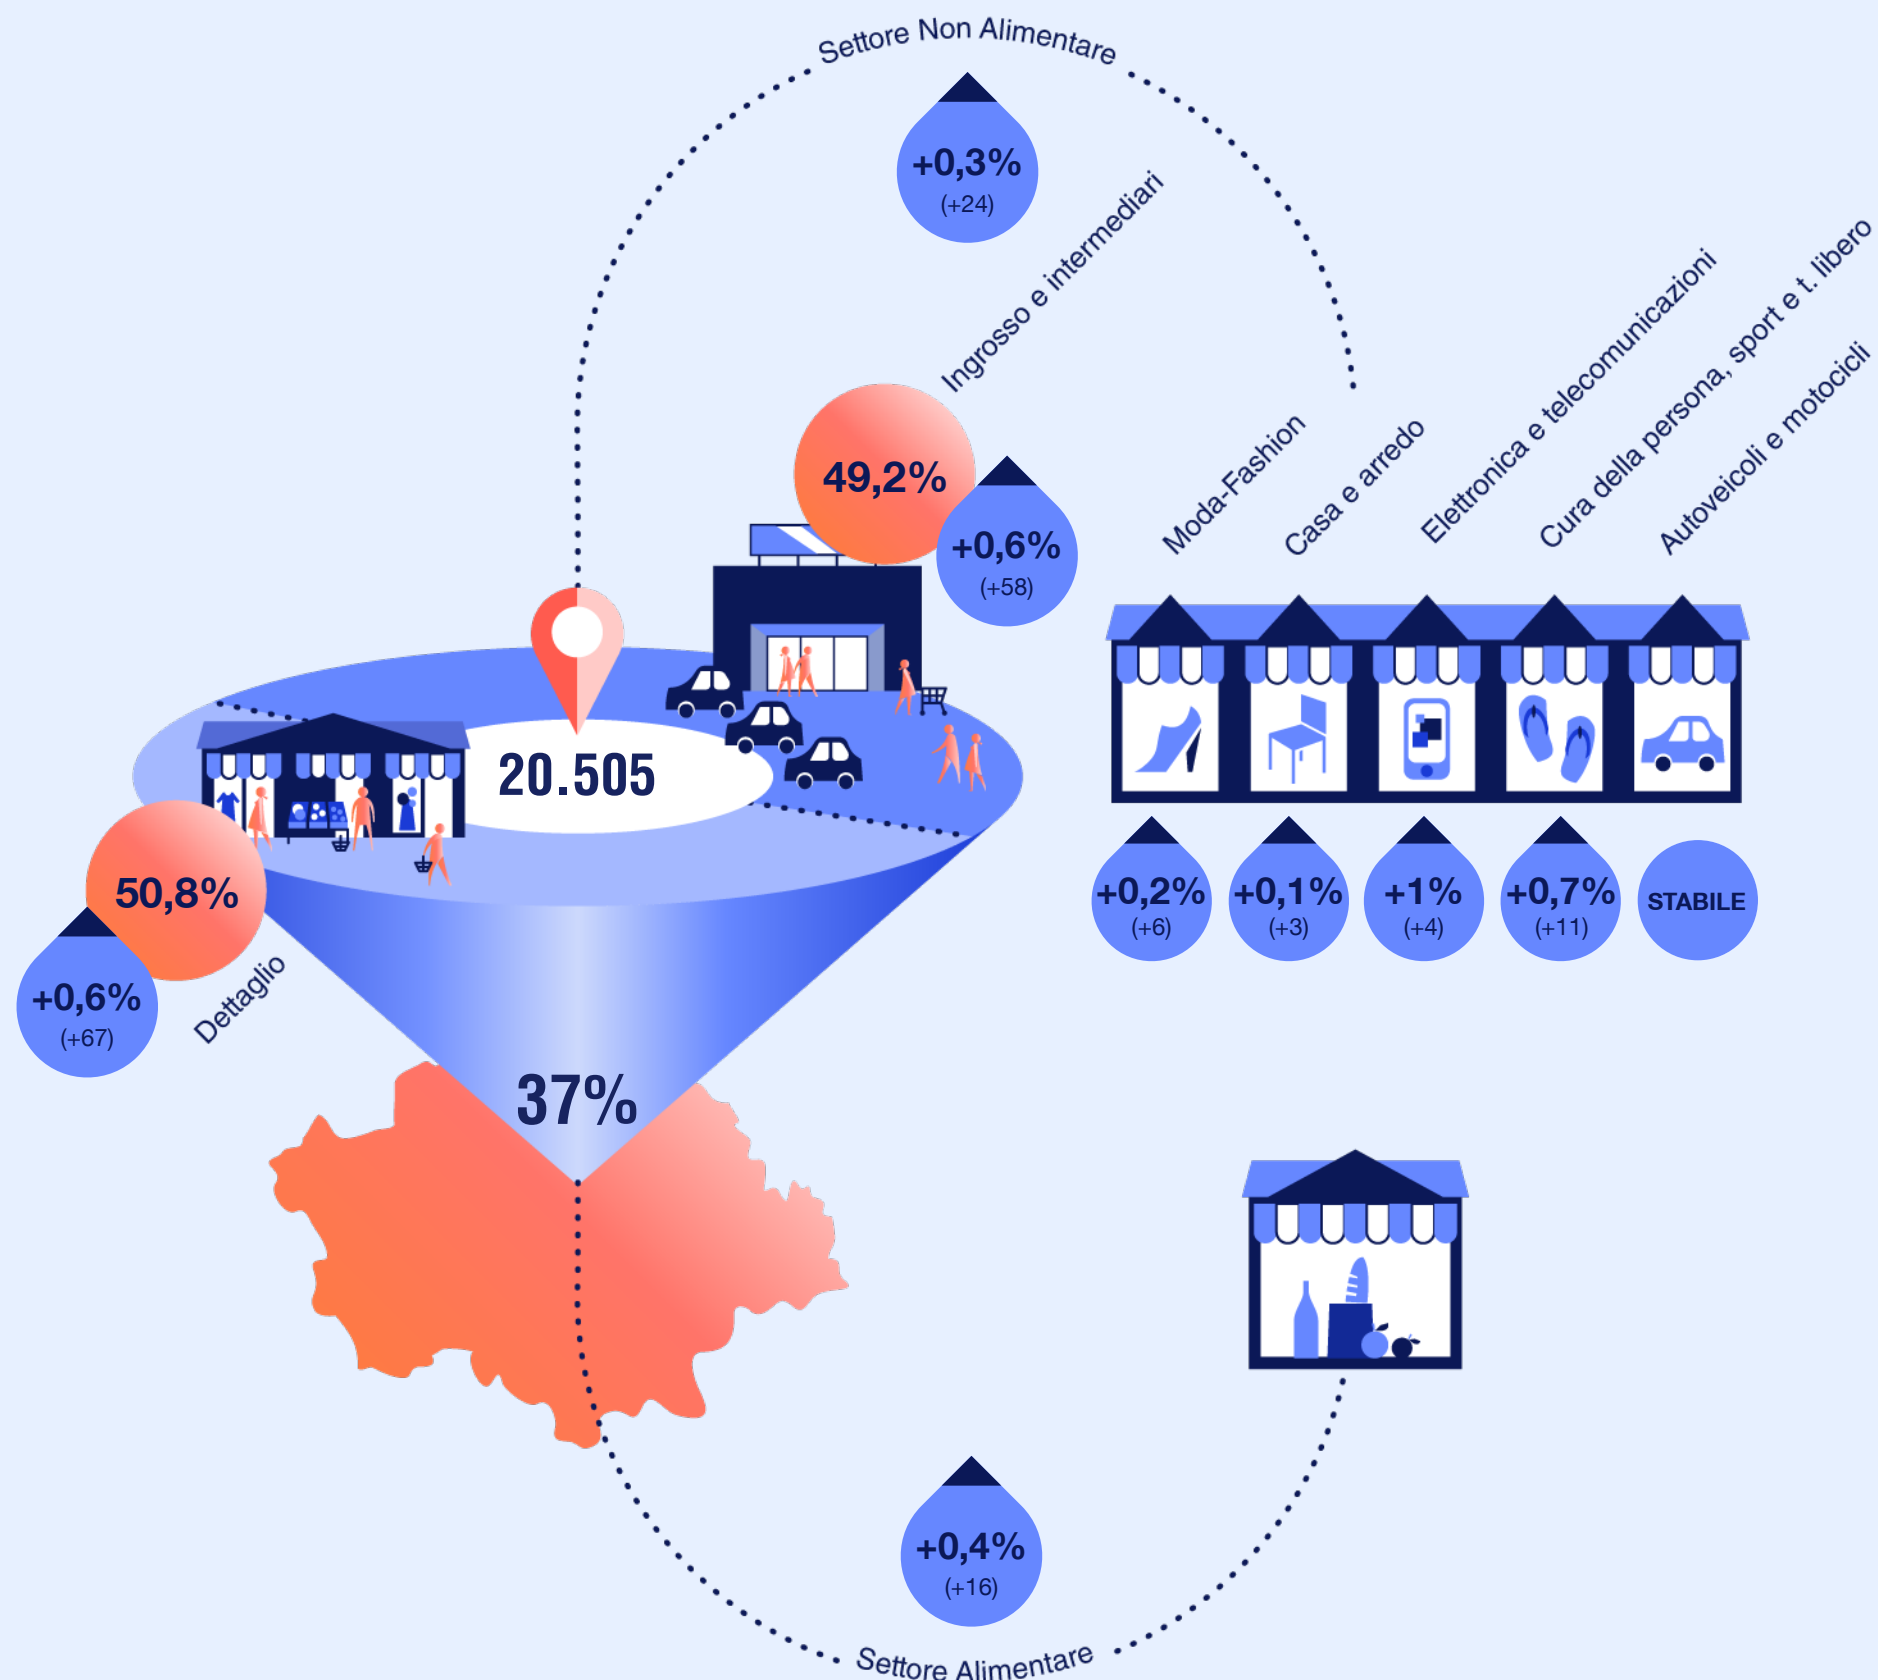 Settore Non Alimentare
+0,3%
(+24)
Ingrosso e intermediari
49,2%
+0,6%
(+58)
Moda-Fashion
Casa e arredo
Elettronica e telecomunicazioni
Cura della persona, sport e t. libero
Autoveicoli e motocicli
20.505
+0,2%
(+6)
+0,1%
(+3)
+1%
(+4)
+0,7%
(+11)
STABILE
50,8%
+0,6%
(+67)
Dettaglio
37%
+0,4%
(+16)
Settore Alimentare